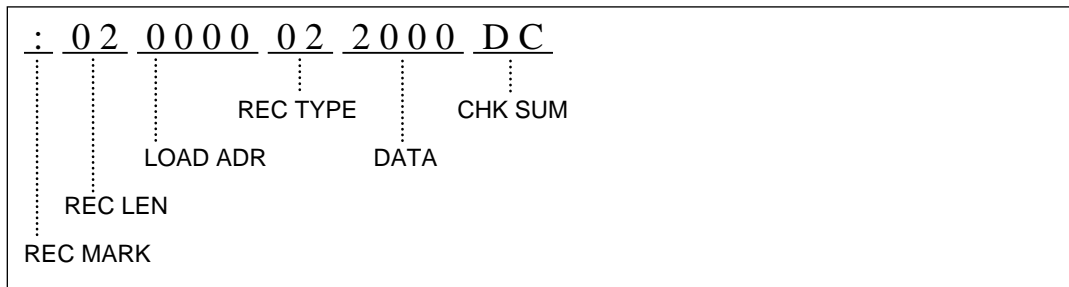 : 02 0000 02 2000 DC
REC TYPE CHK SUM
LOAD ADR DATA
REC LEN
REC MARK